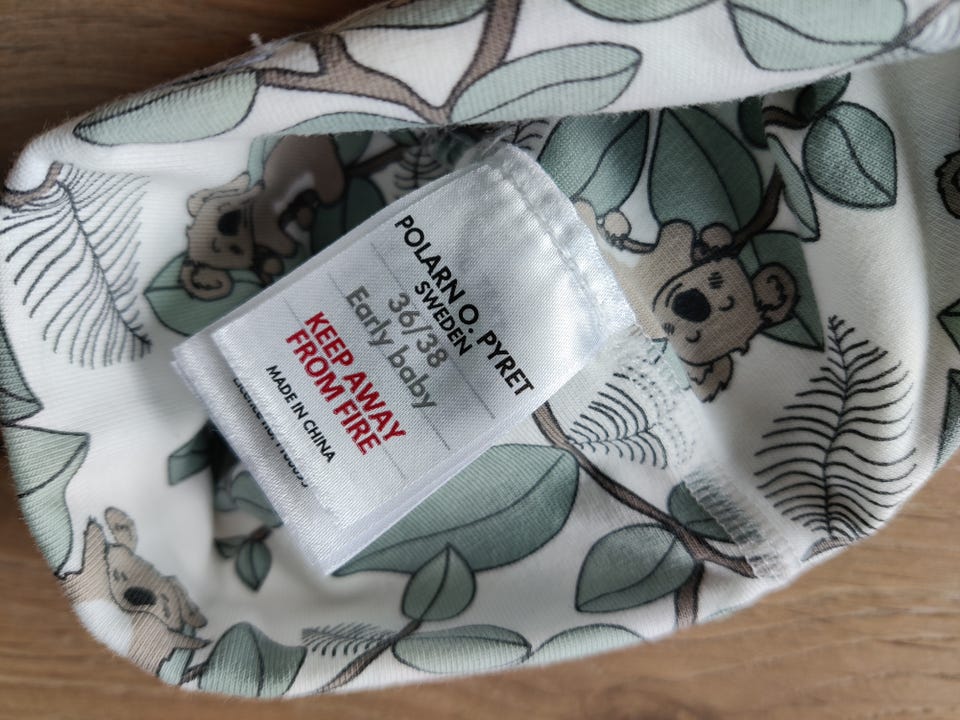 POLARN O. PYRET
SWEDEN
36/38
Early baby
KEEP AWAY
FROM FIRE
MADE IN CHINA